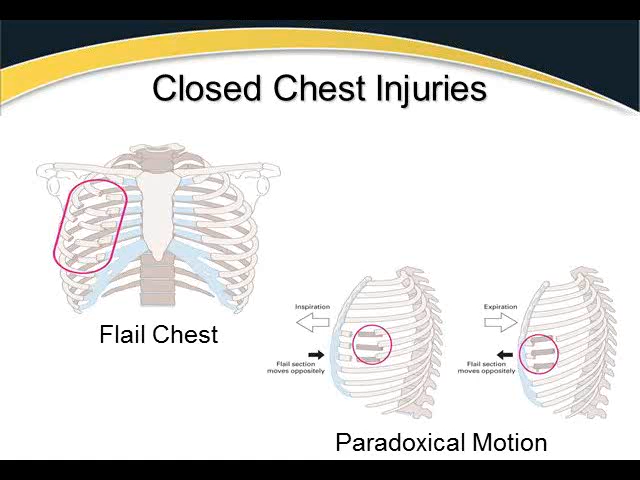 Closed Chest Injuries
Flail Chest
Inspiration
Flail section
moves oppositely
Expiration
Flail section
moves oppositely
Paradoxical Motion